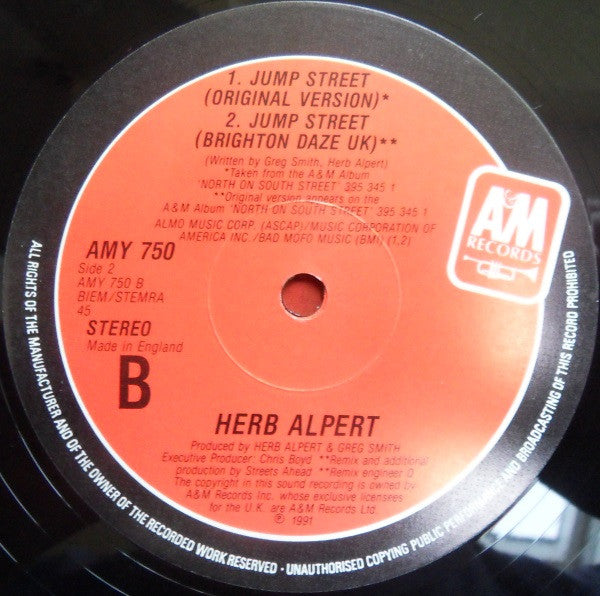 1. JUMP STREET
(ORIGINAL VERSION)*
2. JUMP STREET
(BRIGHTON DAZE UK)**
(Written by Greg Smith, Herb Alpert)
*Taken from the A&M Album
'NORTH ON SOUTH STREET' 395 345 1
**Original version appears on the
A&M Album 'NORTH ON SOUTH STREET' 395 345 1
ALMO MUSIC CORP. (ASCAP)/MUSIC CORPORATION OF
AMERICA INC./BAD MOFO MUSIC (BMI) (1,2)
A&M
RECORDS
AMY 750
Side 2
AMY 750 B
BIEM/STEMRA
45
STEREO
Made in England
B
HERB ALPERT
Produced by HERB ALPERT & GREG SMITH
Executive Producer: Chris Boyd **Remix and additional
production by Streets Ahead **Remix engineer D
The copyright in this sound recording is owned by
A&M Records Inc. whose exclusive licensees
for the U.K. are A&M Records Ltd.
℗ 1991
ALL RIGHTS OF THE MANUFACTURER AND OF THE OWNER OF THE RECORDED WORK RESERVED · UNAUTHORISED COPYING PUBLIC PERFORMANCE AND BROADCASTING OF THIS RECORD PROHIBITED